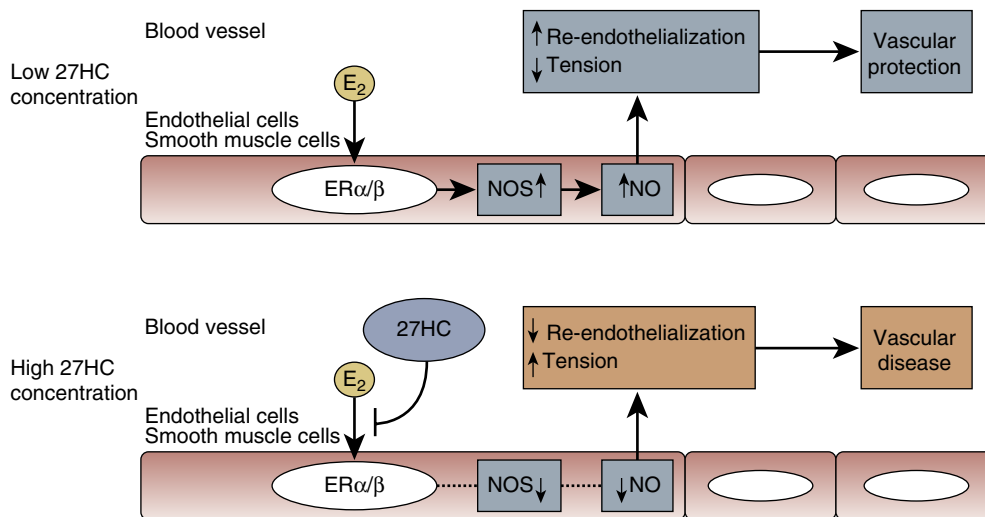 Low 27HC
concentration
Blood vessel
E₂
Endothelial cells
Smooth muscle cells
ERα/β
NOS↑
↑NO
↑ Re-endothelialization
↓ Tension
Vascular
protection
High 27HC
concentration
Blood vessel
27HC
E₂
Endothelial cells
Smooth muscle cells
ERα/β
NOS↓
↓NO
↓ Re-endothelialization
↑ Tension
Vascular
disease